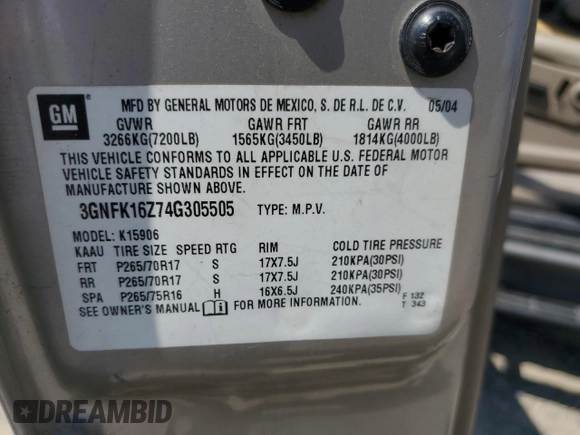 GM
MFD BY GENERAL MOTORS DE MEXICO, S. DE R.L. DE C.V. 05/04
GVWR GAWR FRT GAWR RR
3266KG(7200LB) 1565KG(3450LB) 1814KG(4000LB)
THIS VEHICLE CONFORMS TO ALL APPLICABLE U.S. FEDERAL MOTOR
VEHICLE SAFETY STANDARDS IN EFFECT ON THE DATE OF
MANUFACTURE SHOWN ABOVE.
3GNFK16Z74G305505 TYPE: M.P.V.
MODEL: K15906
KAAU TIRE SIZE SPEED RTG RIM COLD TIRE PRESSURE
FRT P265/70R17 S 17X7.5J 210KPA(30PSI)
RR P265/70R17 S 17X7.5J 210KPA(30PSI)
SPA P265/75R16 H 16X6.5J 240KPA(35PSI)
SEE OWNER'S MANUAL FOR MORE INFORMATION.
F 132
T 343
DREAMBID